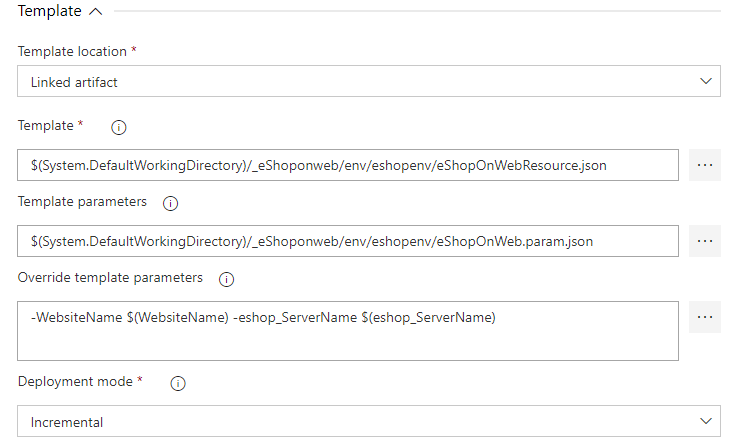 Template
Template location *
Linked artifact
Template *
$(System.DefaultWorkingDirectory)/_eShoponweb/env/eshopenv/eShopOnWebResource.json
Template parameters
$(System.DefaultWorkingDirectory)/_eShoponweb/env/eshopenv/eShopOnWeb.param.json
Override template parameters
-WebsiteName $(WebsiteName) -eshop_ServerName $(eshop_ServerName)
Deployment mode *
Incremental